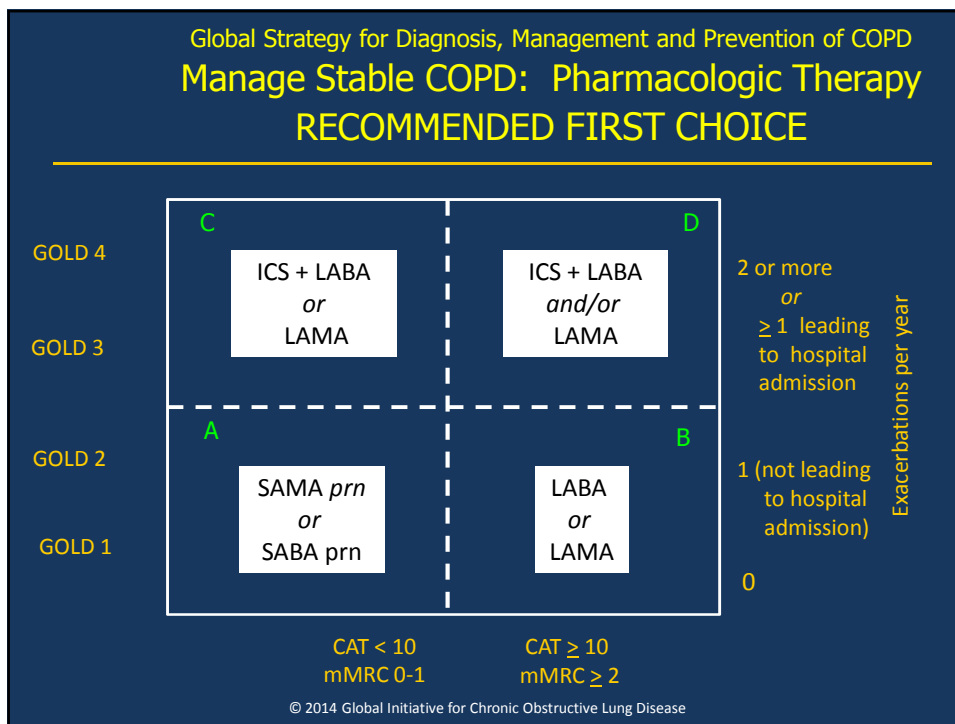 Global Strategy for Diagnosis, Management and Prevention of COPD
Manage Stable COPD: Pharmacologic Therapy
RECOMMENDED FIRST CHOICE
C
D
GOLD 4
ICS + LABA
or
LAMA
ICS + LABA
and/or
LAMA
2 or more
or
≥ 1 leading
to hospital
admission
GOLD 3
A
B
GOLD 2
SAMA prn
or
SABA prn
LABA
or
LAMA
1 (not leading
to hospital
admission)
GOLD 1
0
Exacerbations per year
CAT < 10
mMRC 0-1
CAT ≥ 10
mMRC ≥ 2
© 2014 Global Initiative for Chronic Obstructive Lung Disease